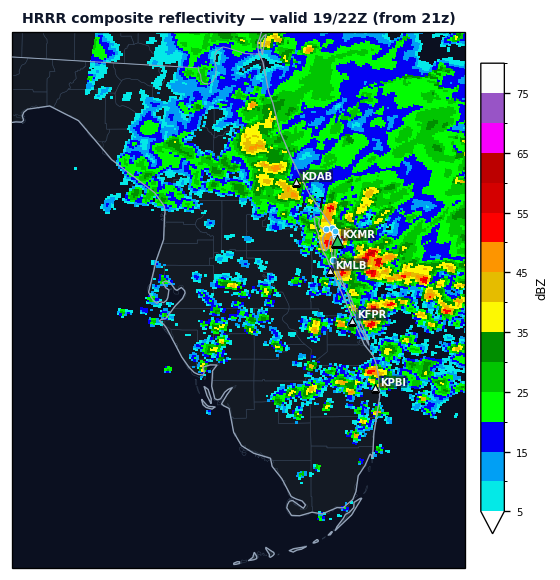 HRRR composite reflectivity — valid 19/22Z (from 21z)
75
65
55
45
35
25
15
5
dBZ
KDAB
KXMR
KMLB
KFPR
KPBI